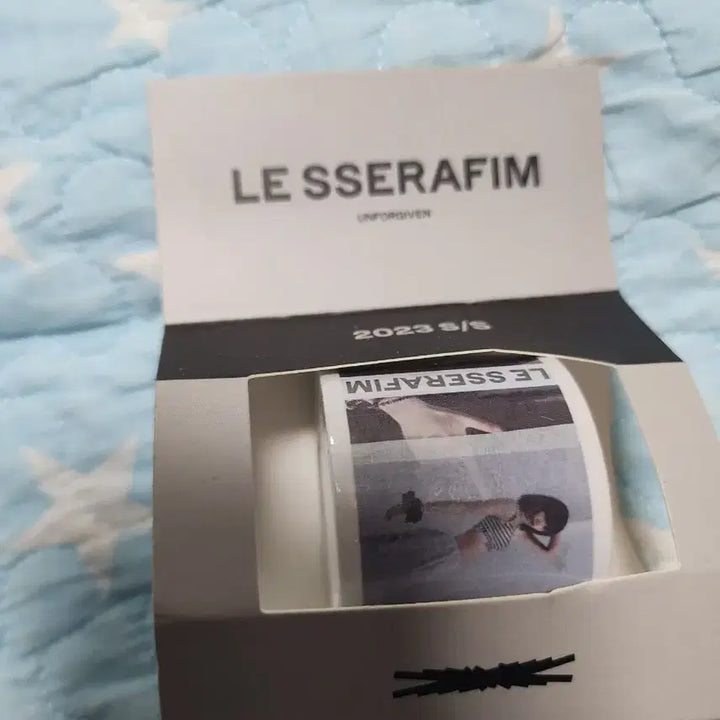 LE SSERAFIM
UNFORGIVEN
2023 S/S
LE SSERAFIM